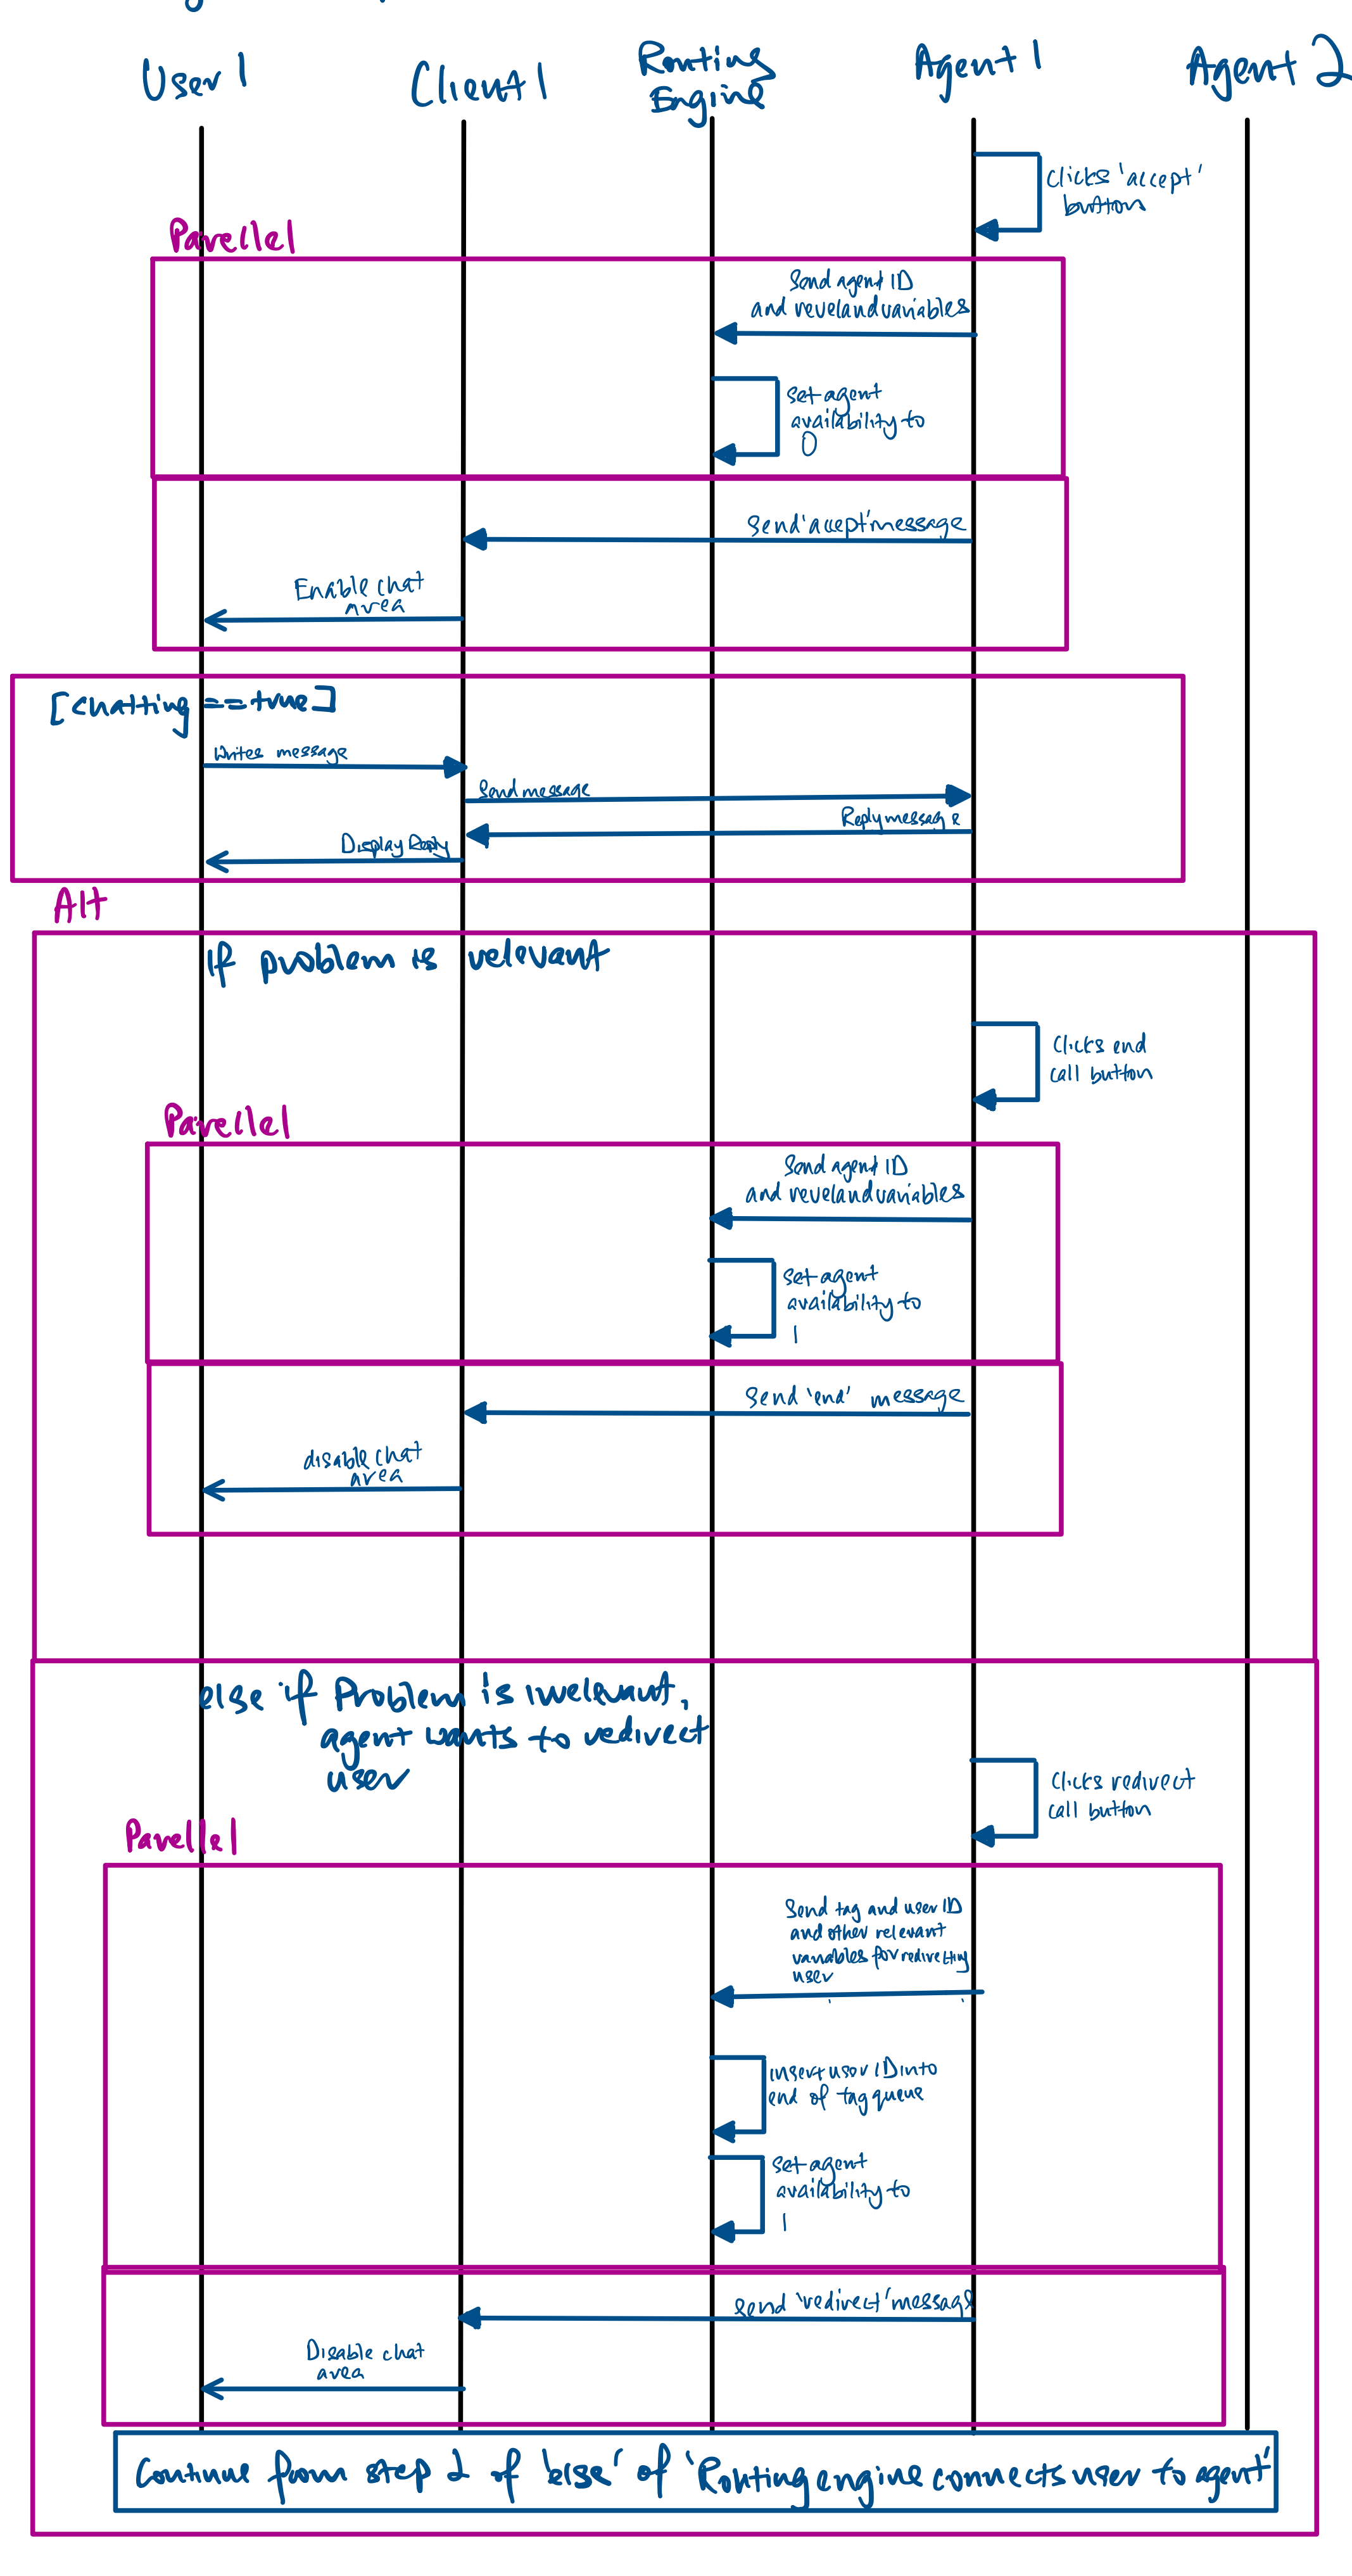 User 1
Client 1
Routing
Engine
Agent 1
Agent 2
Clicks 'accept'
button
Parellel
Send agent ID
and reveland variables
set agent
availability to
0
Send 'accept' message
Enable chat
area
[chatting == true]
Writes message
Send message
Reply message
Display Reply
Alt
If problem is relevant
Clicks end
call button
Parellel
Send agent ID
and reveland variables
set agent
availability to
1
Send 'end' message
disable chat
area
else if Problem is irrelevant,
agent wants to redirect
user
Clicks redirect
call button
Parellel
Send tag and user ID
and other relevant
variables for redirecting
user
insert user ID into
end of tag queue
set agent
availability to
1
send 'redirect' message
Disable chat
area
Continue from step 2 of 'else' of 'Routing engine connects user to agent'